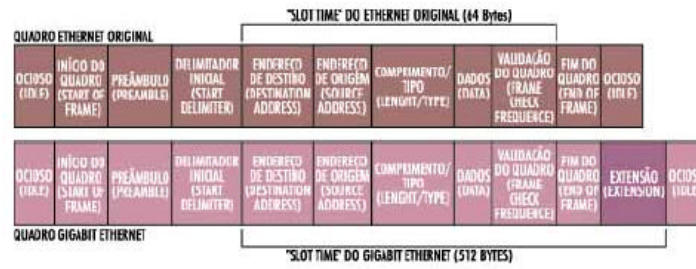 "SLOT TIME" DO ETHERNET ORIGINAL (64 Bytes)
QUADRO ETHERNET ORIGINAL
OCIOSO (IDLE)
INÍCIO DO QUADRO (START OF FRAME)
PREÂMBULO (PREAMBLE)
DELIMITADOR INICIAL (START DELIMITER)
ENDEREÇO DE DESTINO (DESTINATION ADDRESS)
ENDEREÇO DE ORIGEM (SOURCE ADDRESS)
COMPRIMENTO/ TIPO (LENGHT/TYPE)
DADOS (DATA)
VALIDAÇÃO DO QUADRO (FRAME CHECK FREQUENCE)
FIM DO QUADRO (END OF FRAME)
OCIOSO (IDLE)
OCIOSO (IDLE)
INÍCIO DO QUADRO (START OF FRAME)
PREÂMBULO (PREAMBLE)
DELIMITADOR INICIAL (START DELIMITER)
ENDEREÇO DE DESTINO (DESTINATION ADDRESS)
ENDEREÇO DE ORIGEM (SOURCE ADDRESS)
COMPRIMENTO/ TIPO (LENGHT/TYPE)
DADOS (DATA)
VALIDAÇÃO DO QUADRO (FRAME CHECK FREQUENCE)
FIM DO QUADRO (END OF FRAME)
EXTENSÃO (EXTENSION)
OCIOS (IDLE)
QUADRO GIGABIT ETHERNET
"SLOT TIME" DO GIGABIT ETHERNET (512 BYTES)